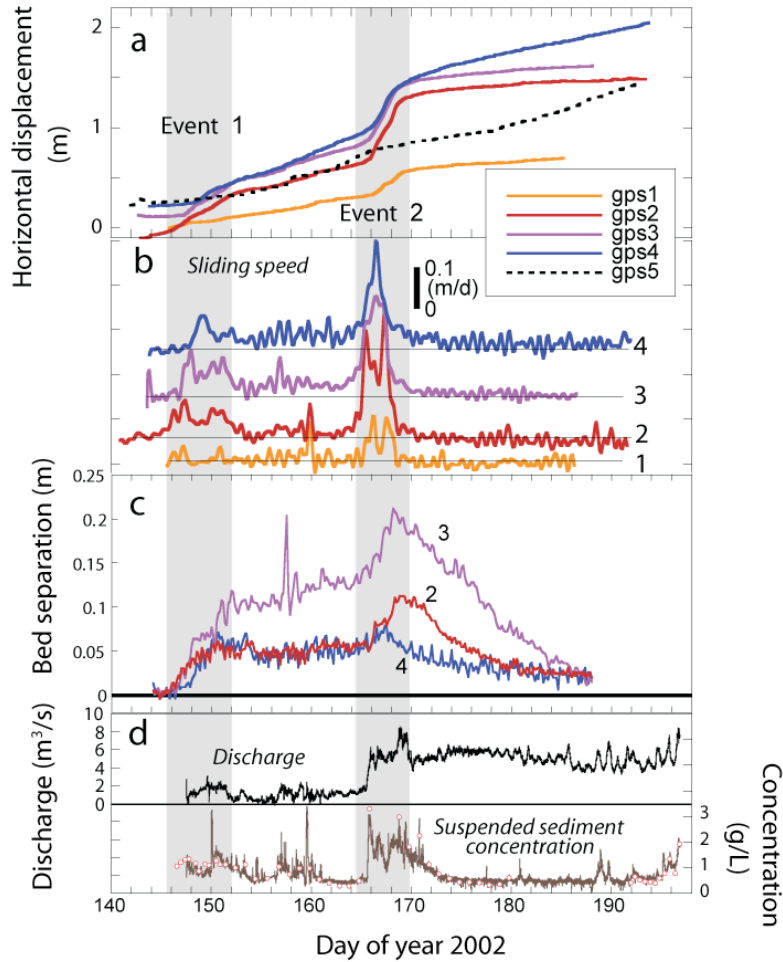 a
Horizontal displacement
(m)
2
1
0
Event 1
Event 2
gps1
gps2
gps3
gps4
gps5
b
Sliding speed
0.1
(m/d)
0
4
3
2
1
c
Bed separation (m)
0.25
0.2
0.15
0.1
0.05
0
3
2
4
d
Discharge (m³/s)
10
8
6
4
2
0
Discharge
Suspended sediment
concentration
3
2
1
0
Concentration
(g/L)
140 150 160 170 180 190
Day of year 2002